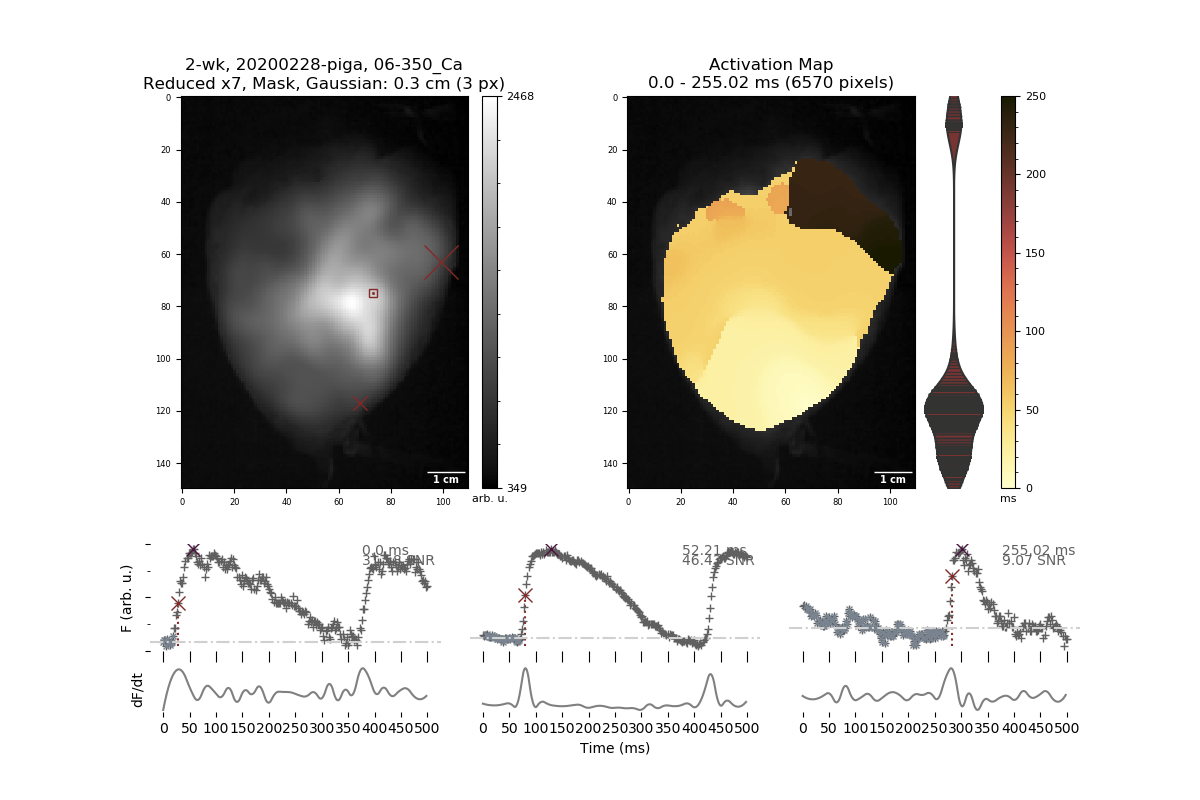 2-wk, 20200228-piga, 06-350_Ca
Reduced x7, Mask, Gaussian: 0.3 cm (3 px)
Activation Map
0.0 - 255.02 ms (6570 pixels)
0
20
40
60
80
100
120
140
0 20 40 60 80 100
1 cm
2468
349
arb. u.
0
20
40
60
80
100
120
140
0 20 40 60 80 100
1 cm
250
200
150
100
50
0
ms
F (arb. u.)
0.0 ms
SNR
52.21 ms
SNR
255.02 ms
9.07 SNR
dF/dt
0 50 100 150 200 250 300 350 400 450 500
0 50 100 150 200 250 300 350 400 450 500
0 50 100 150 200 250 300 350 400 450 500
Time (ms)